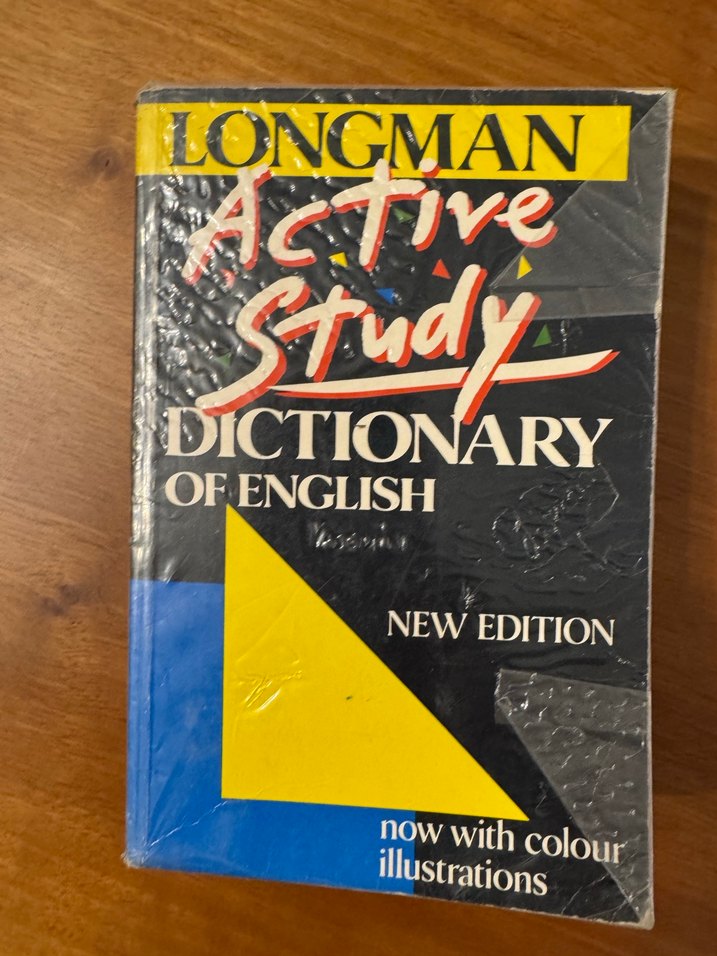 LONGMAN
Active
Study
DICTIONARY
OF ENGLISH
NEW EDITION
now with colour
illustrations